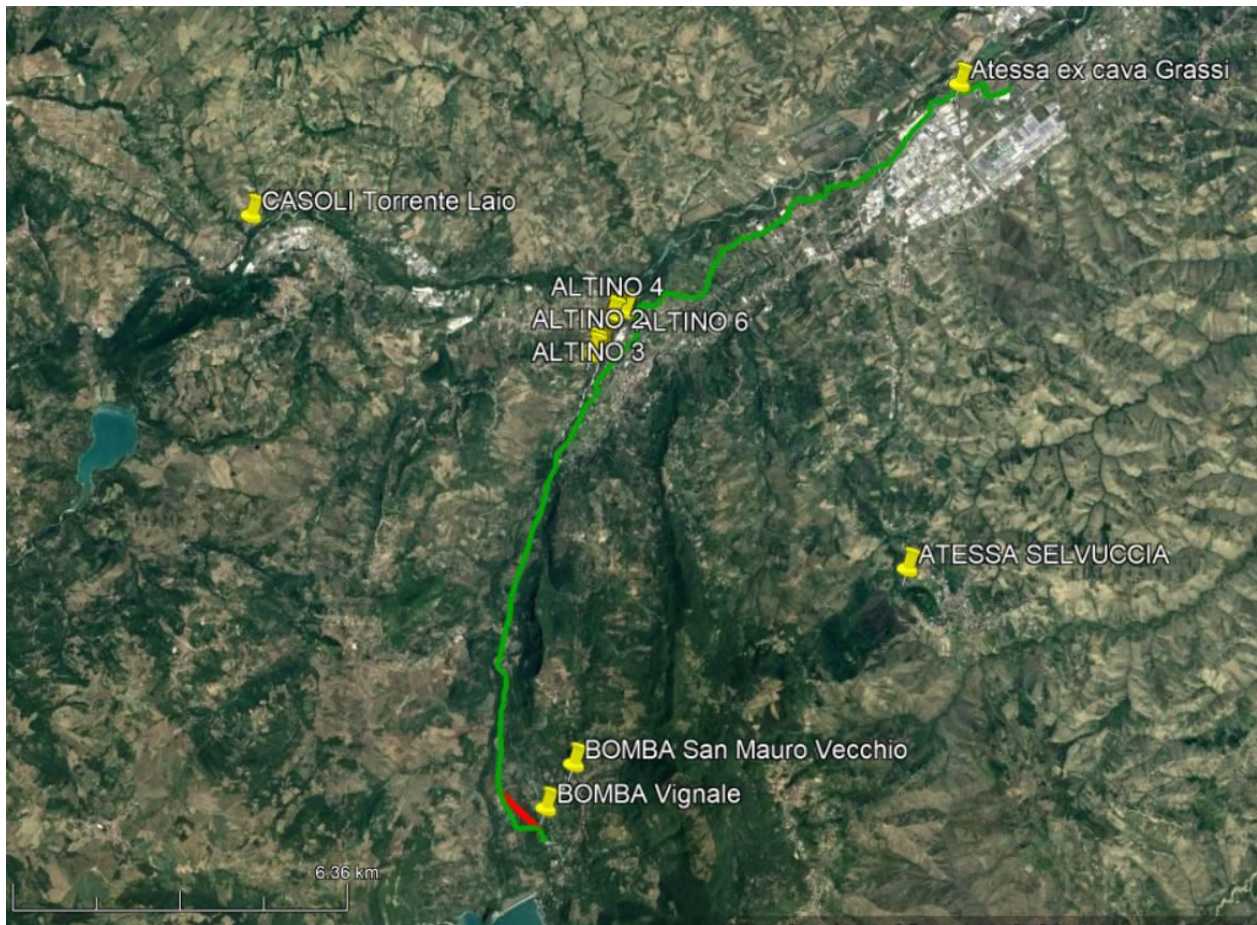 Atessa ex cava Grassi
CASOLI Torrente Laio
ALTINO 4
ALTINO 2
ALTINO 6
ALTINO 3
ATESSA SELVUCCIA
BOMBA San Mauro Vecchio
BOMBA Vignale
6.36 km